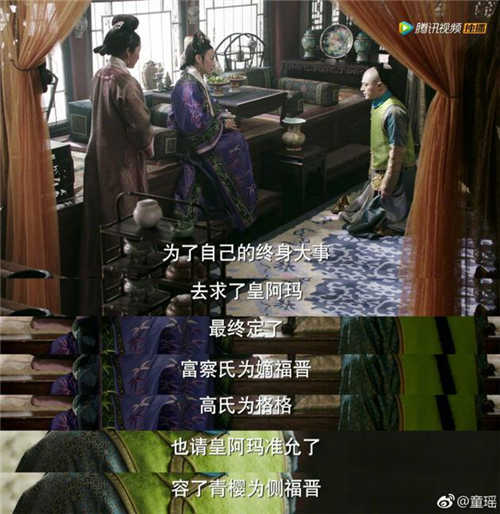 腾讯视频 独播
为了自己的终身大事
去求了皇阿玛
最终定了
富察氏为嫡福晋
高氏为格格
也请皇阿玛准允了
容了青樱为侧福晋
@童瑶